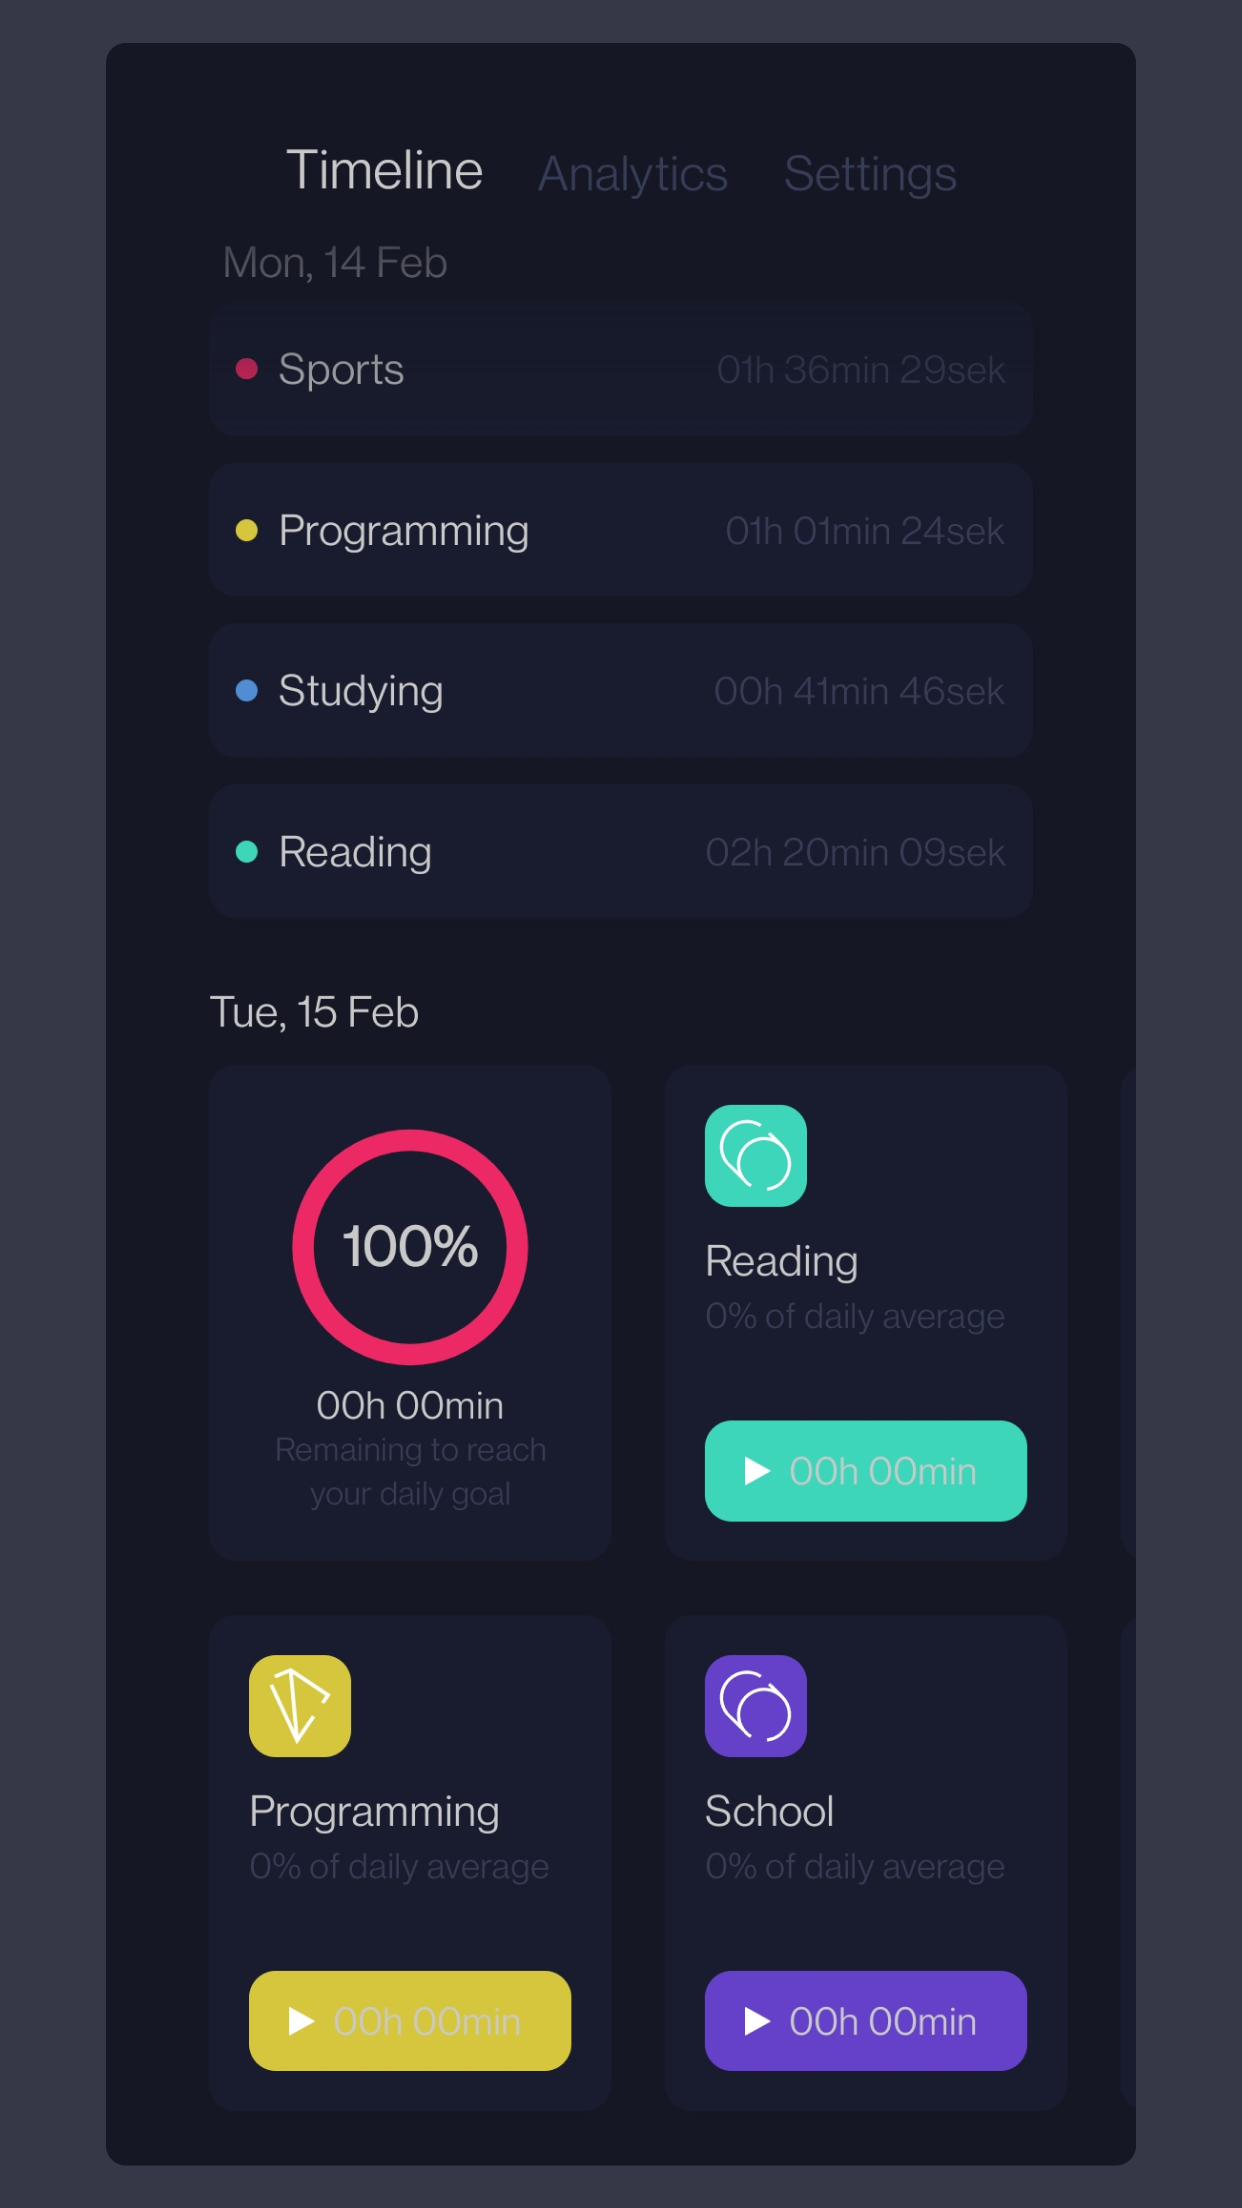 Timeline Analytics Settings
Mon, 14 Feb
Sports 01h 36min 29sek
Programming 01h 01min 24sek
Studying 00h 41min 46sek
Reading 02h 20min 09sek
Tue, 15 Feb
100%
00h 00min
Remaining to reach
your daily goal
Reading
0% of daily average
00h 00min
Programming
0% of daily average
00h 00min
School
0% of daily average
00h 00min